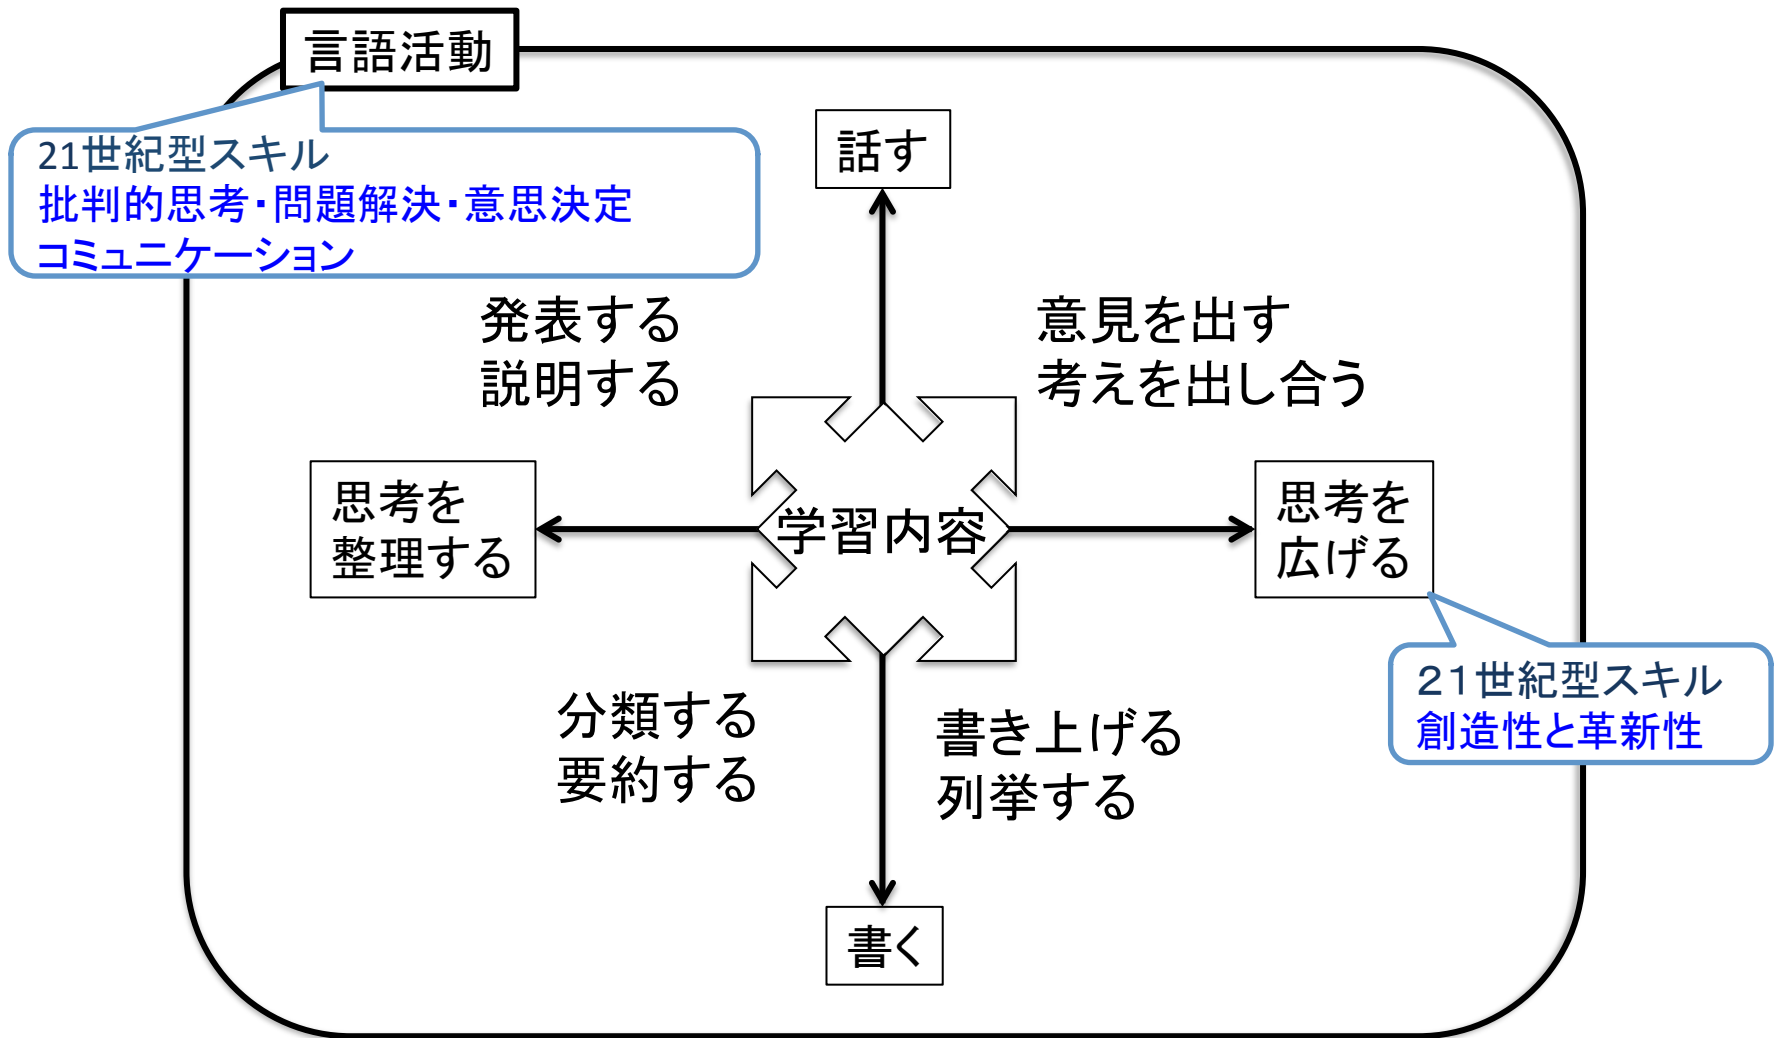 言語活動
21世紀型スキル
批判的思考・問題解決・意思決定
コミュニケーション
話す
発表する
説明する
意見を出す
考えを出し合う
思考を
整理する
学習内容
思考を
広げる
21世紀型スキル
創造性と革新性
分類する
要約する
書き上げる
列挙する
書く